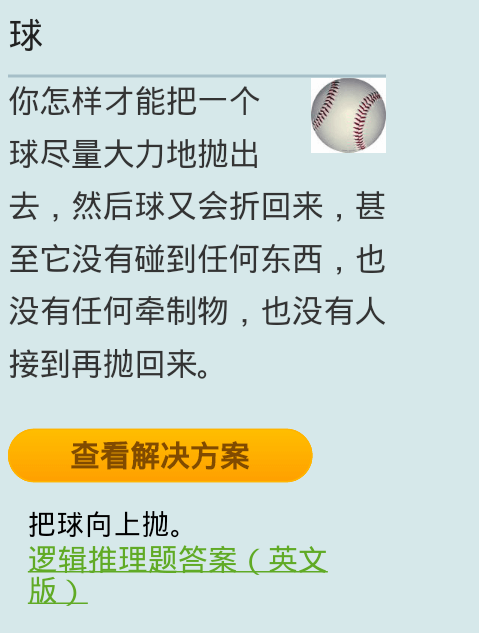 球
你怎样才能把一个
球尽量大力地抛出
去，然后球又会折回来，甚
至它没有碰到任何东西，也
没有任何牵制物，也没有人
接到再抛回来。
查看解决方案
把球向上抛。
逻辑推理题答案（英文
版）